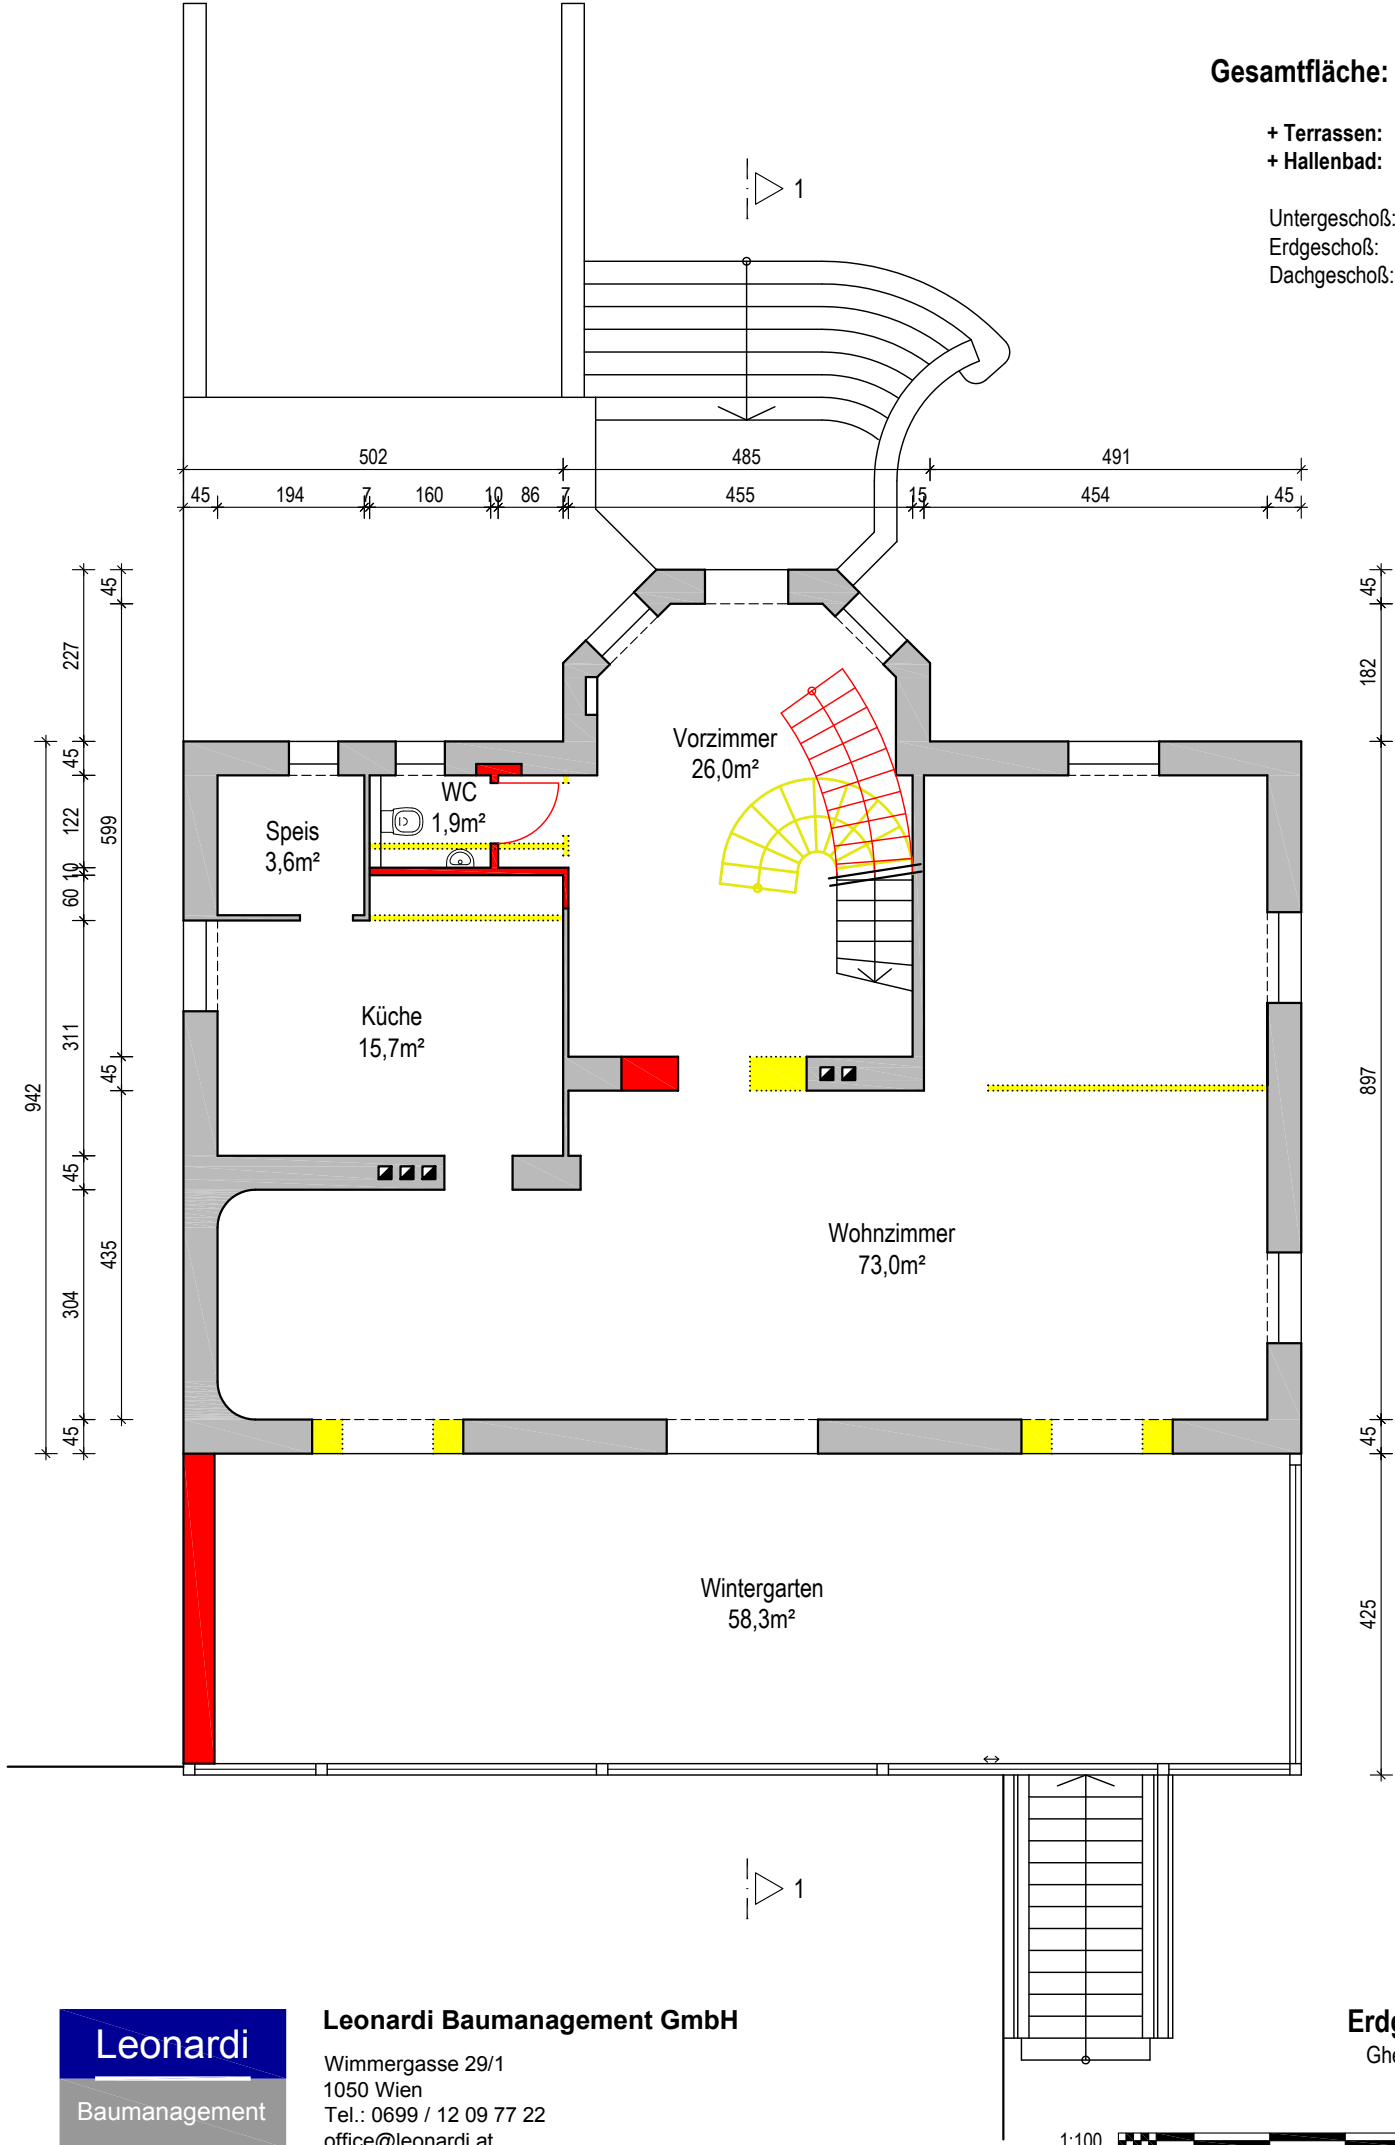 Gesamtfläche:
+ Terrassen:
+ Hallenbad:
Untergeschoß:
Erdgeschoß:
Dachgeschoß:
1
502 485 491
45 194 7 160 10 86 7 455 15 454 45
45
227
45
182
Vorzimmer
26,0m²
45
122
599
10
60
WC
1,9m²
Speis
3,6m²
Küche
15,7m²
311
45
942
897
45
435
304
Wohnzimmer
73,0m²
45
45
Wintergarten
58,3m²
425
1
Leonardi
Baumanagement
Leonardi Baumanagement GmbH
Wimmergasse 29/1
1050 Wien
Tel.: 0699 / 12 09 77 22
office@leonardi.at
1:100